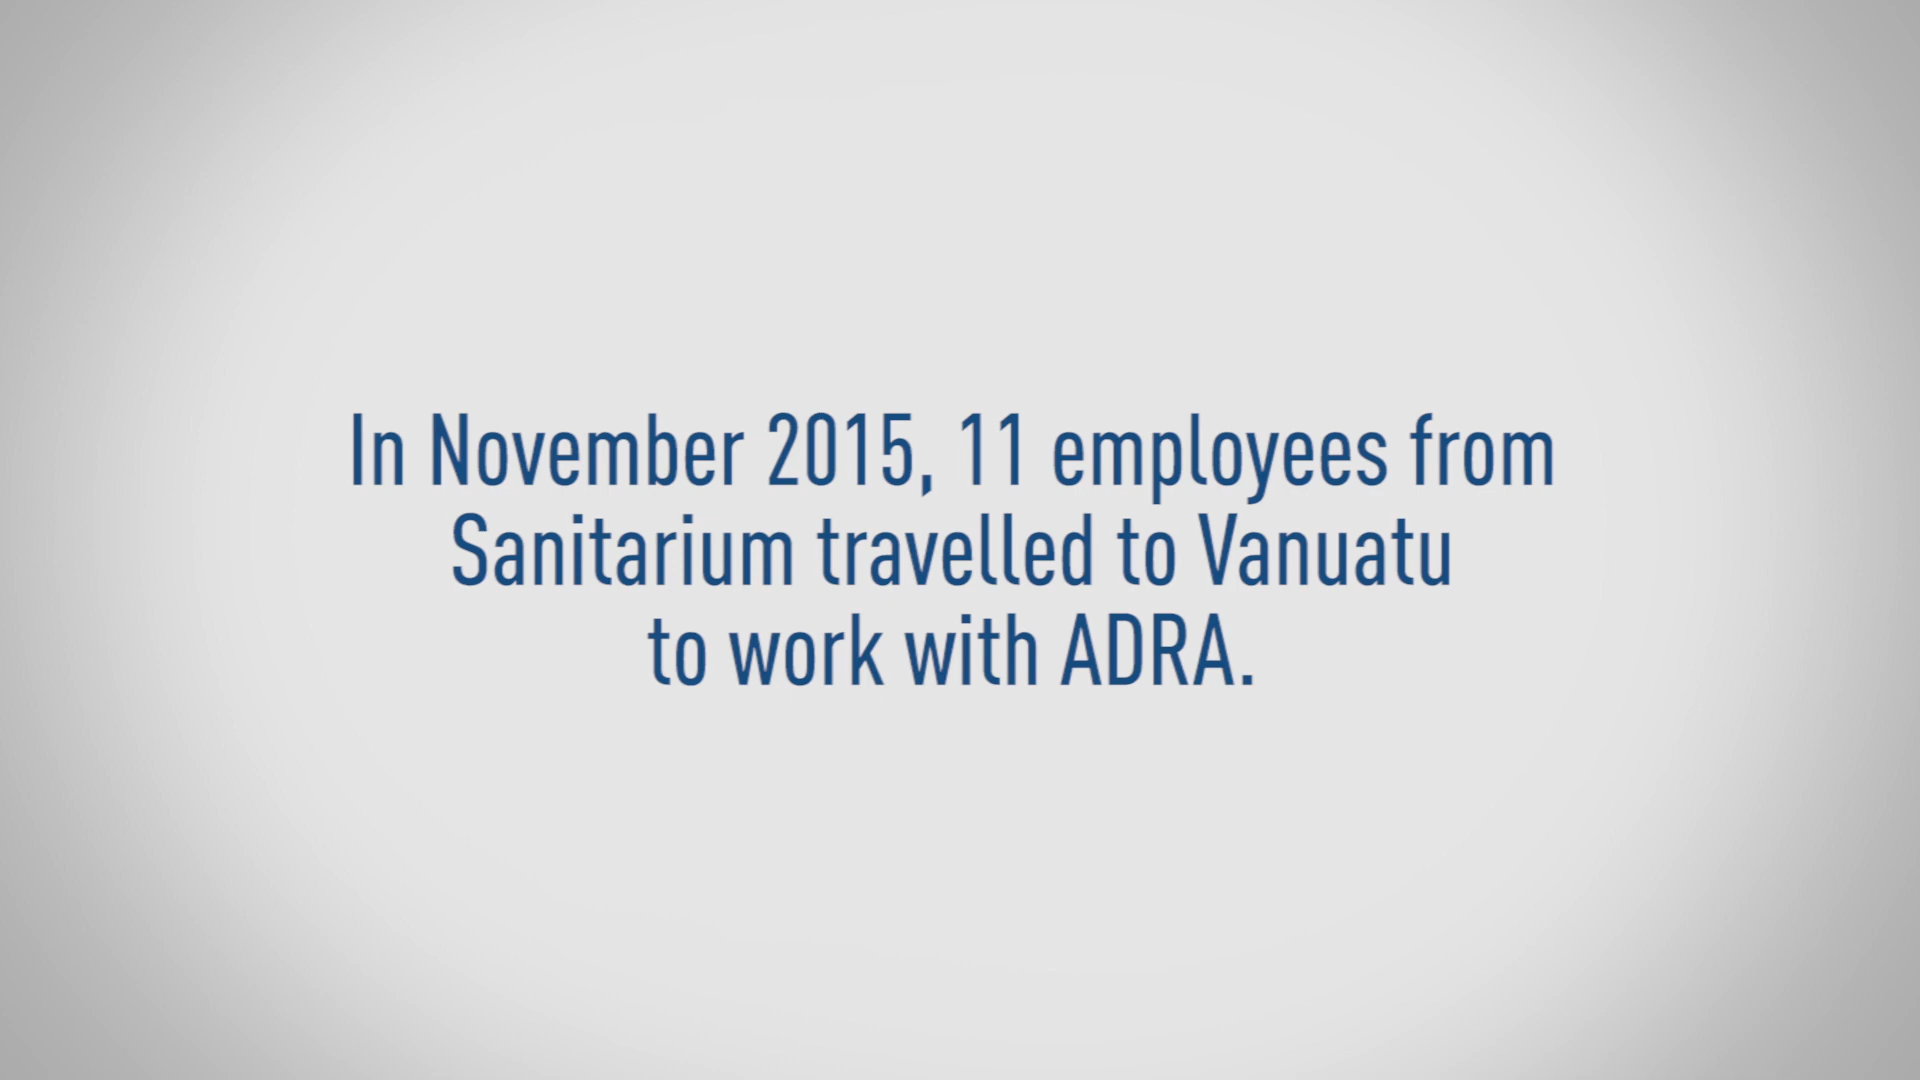 In November 2015, 11 employees from
Sanitarium travelled to Vanuatu
to work with ADRA.